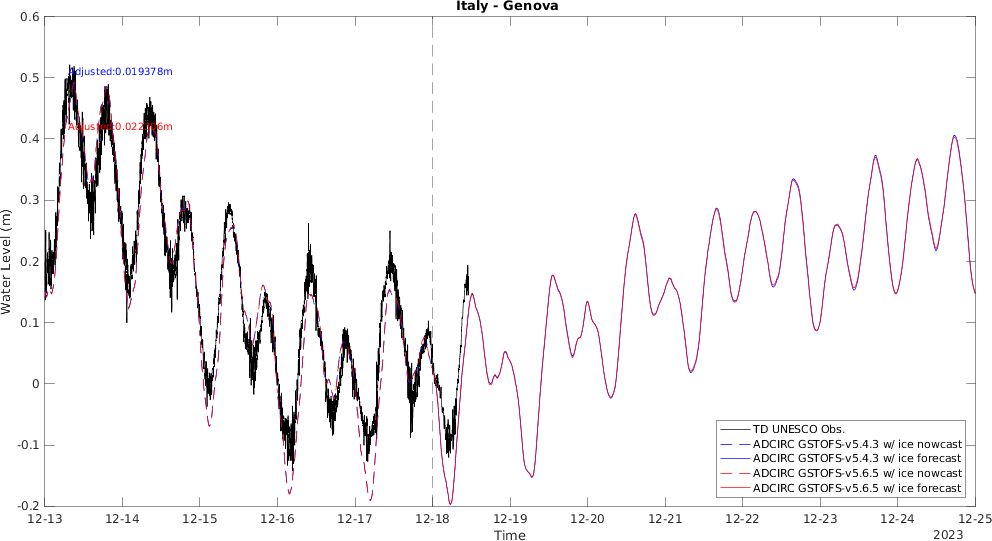 Italy - Genova
Water Level (m)
0.6
0.5
0.4
0.3
0.2
0.1
0
-0.1
-0.2
Adjusted:0.019378m
TD UNESCO Obs.
ADCIRC GSTOFS-v5.4.3 w/ ice nowcast
ADCIRC GSTOFS-v5.4.3 w/ ice forecast
ADCIRC GSTOFS-v5.6.5 w/ ice nowcast
ADCIRC GSTOFS-v5.6.5 w/ ice forecast
12-13 12-14 12-15 12-16 12-17 12-18 12-19 12-20 12-21 12-22 12-23 12-24 12-25
Time
2023